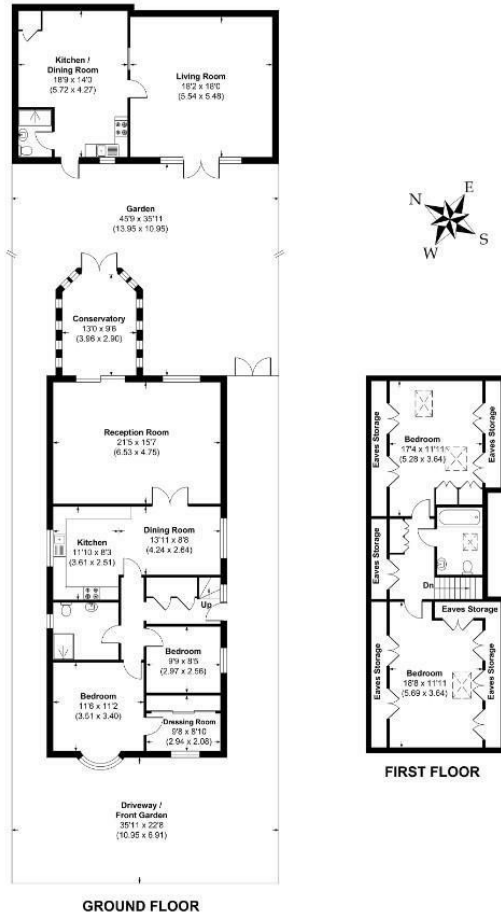 Kitchen /
Dining Room
18'9 x 14'0
(5.72 x 4.27)
Living Room
18'2 x 18'0
(5.54 x 5.48)
Garden
45'9 x 35'11
(13.95 x 10.95)
N
E
W
S
Conservatory
13'0 x 9'6
(3.96 x 2.90)
Reception Room
21'5 x 15'7
(6.53 x 4.75)
Kitchen
11'10 x 8'3
(3.61 x 2.51)
Dining Room
13'11 x 8'8
(4.24 x 2.64)
Up
Bedroom
9'9 x 8'5
(2.97 x 2.56)
Bedroom
11'6 x 11'2
(3.51 x 3.40)
Dressing Room
9'8 x 8'10
(2.94 x 2.08)
Driveway /
Front Garden
35'11 x 22'8
(10.95 x 6.91)
GROUND FLOOR
Eaves Storage
Bedroom
17'4 x 11'11
(5.28 x 3.64)
Eaves Storage
Eaves Storage
Dn
Eaves Storage
Eaves Storage
Bedroom
18'8 x 11'11
(5.69 x 3.64)
Eaves Storage
FIRST FLOOR